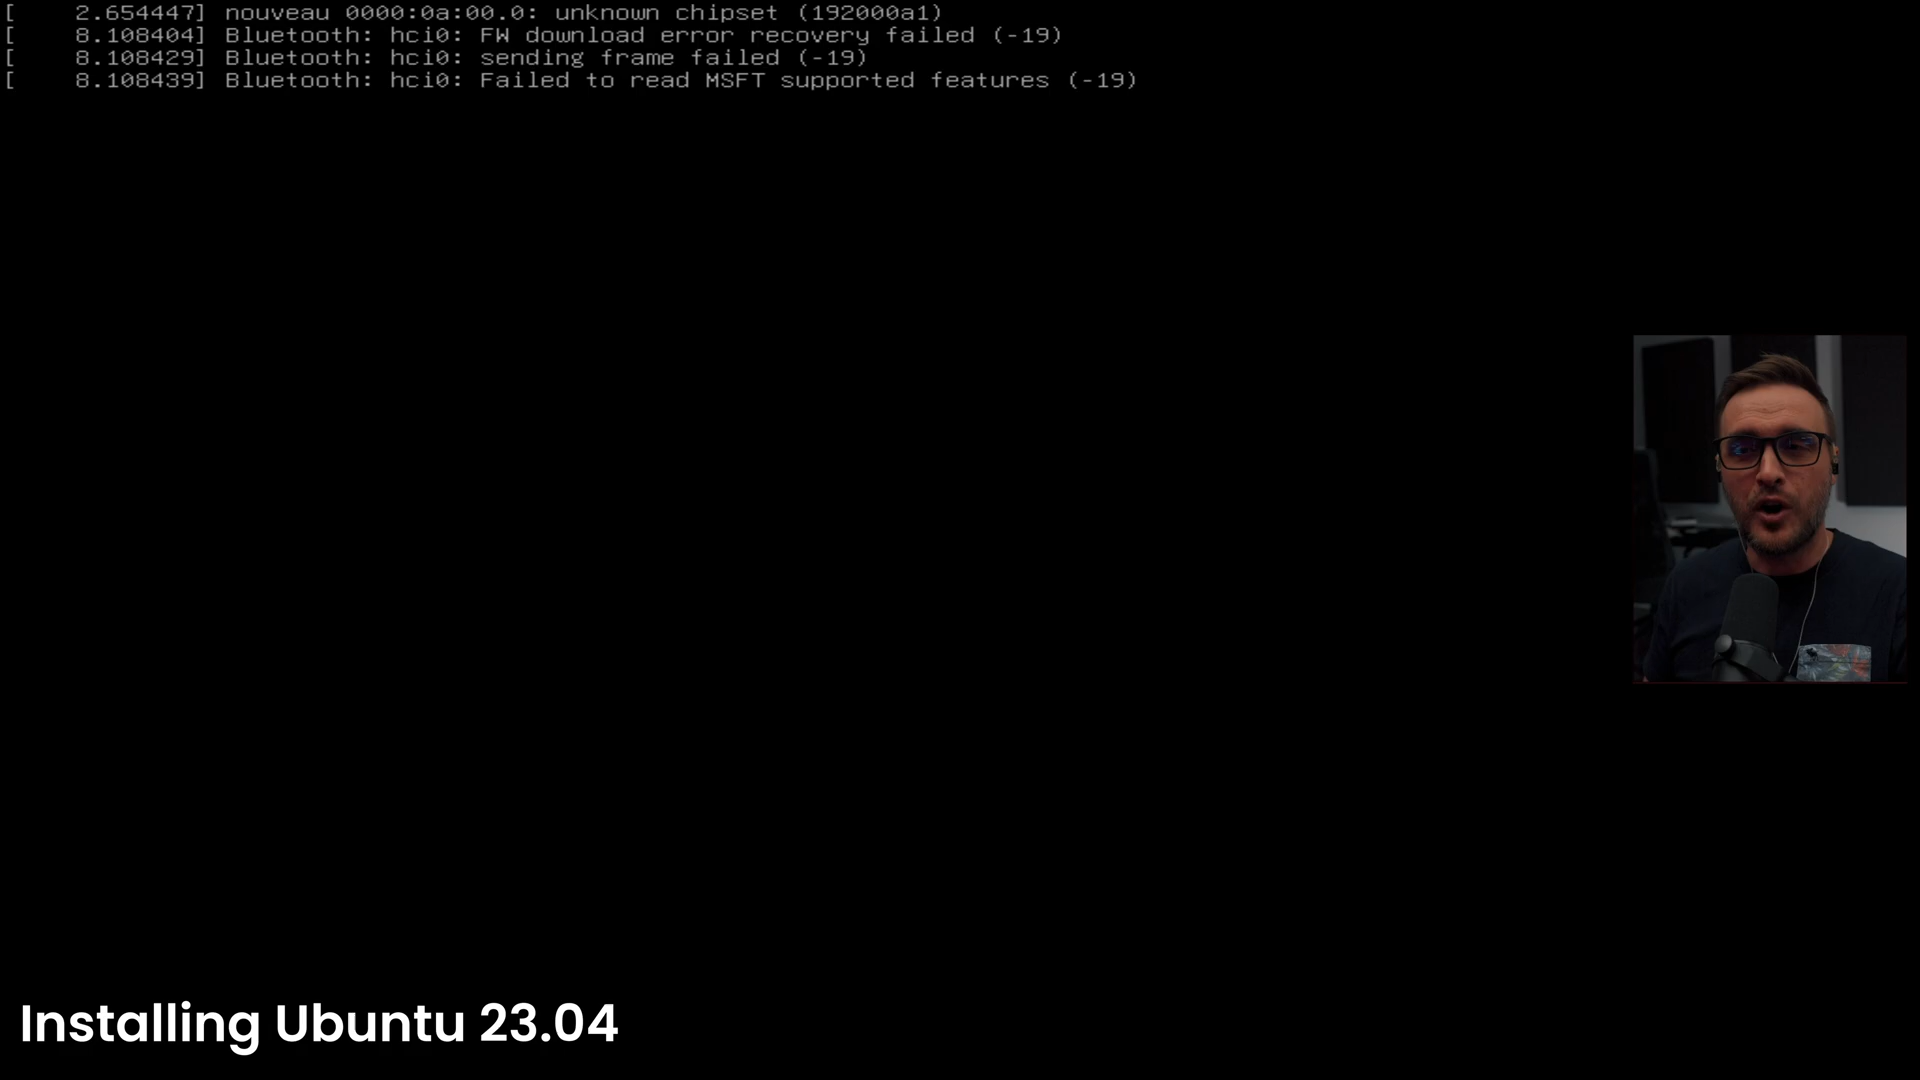 [    2.654447] nouveau 0000:0a:00.0: unknown chipset (192000a1)
[    8.108404] Bluetooth: hci0: FW download error recovery failed (-19)
[    8.108429] Bluetooth: hci0: sending frame failed (-19)
[    8.108439] Bluetooth: hci0: Failed to read MSFT supported features (-19)
Installing Ubuntu 23.04